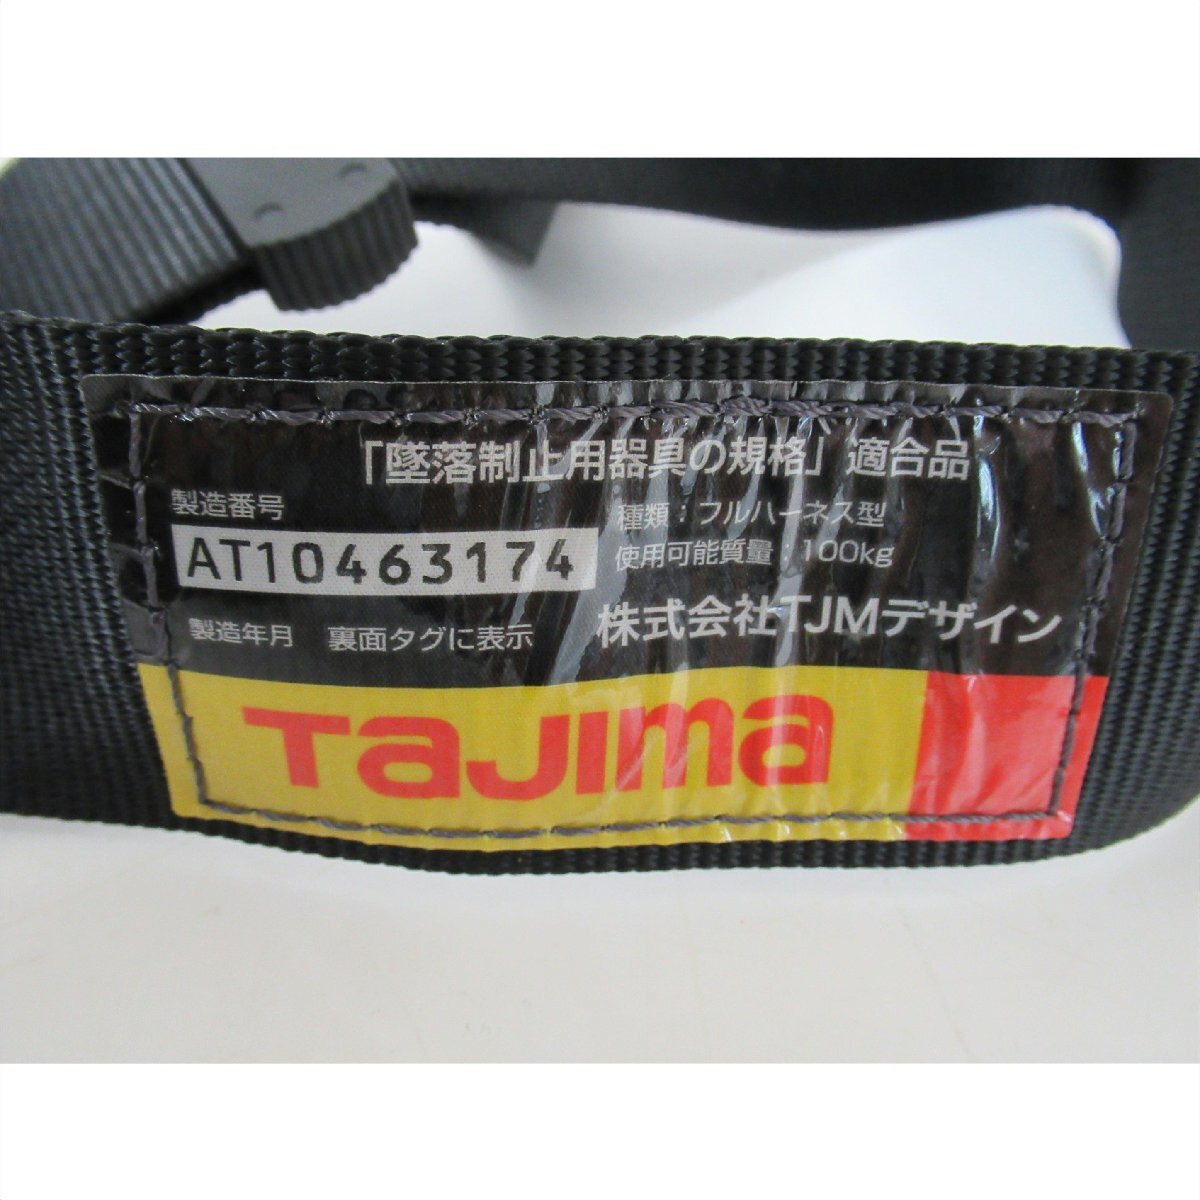 「墜落制止用器具の規格」適合品
製造番号
AT10463174
種類：フルハーネス型
使用可能質量：100kg
製造年月 裏面タグに表示
株式会社TJMデザイン
Tajima